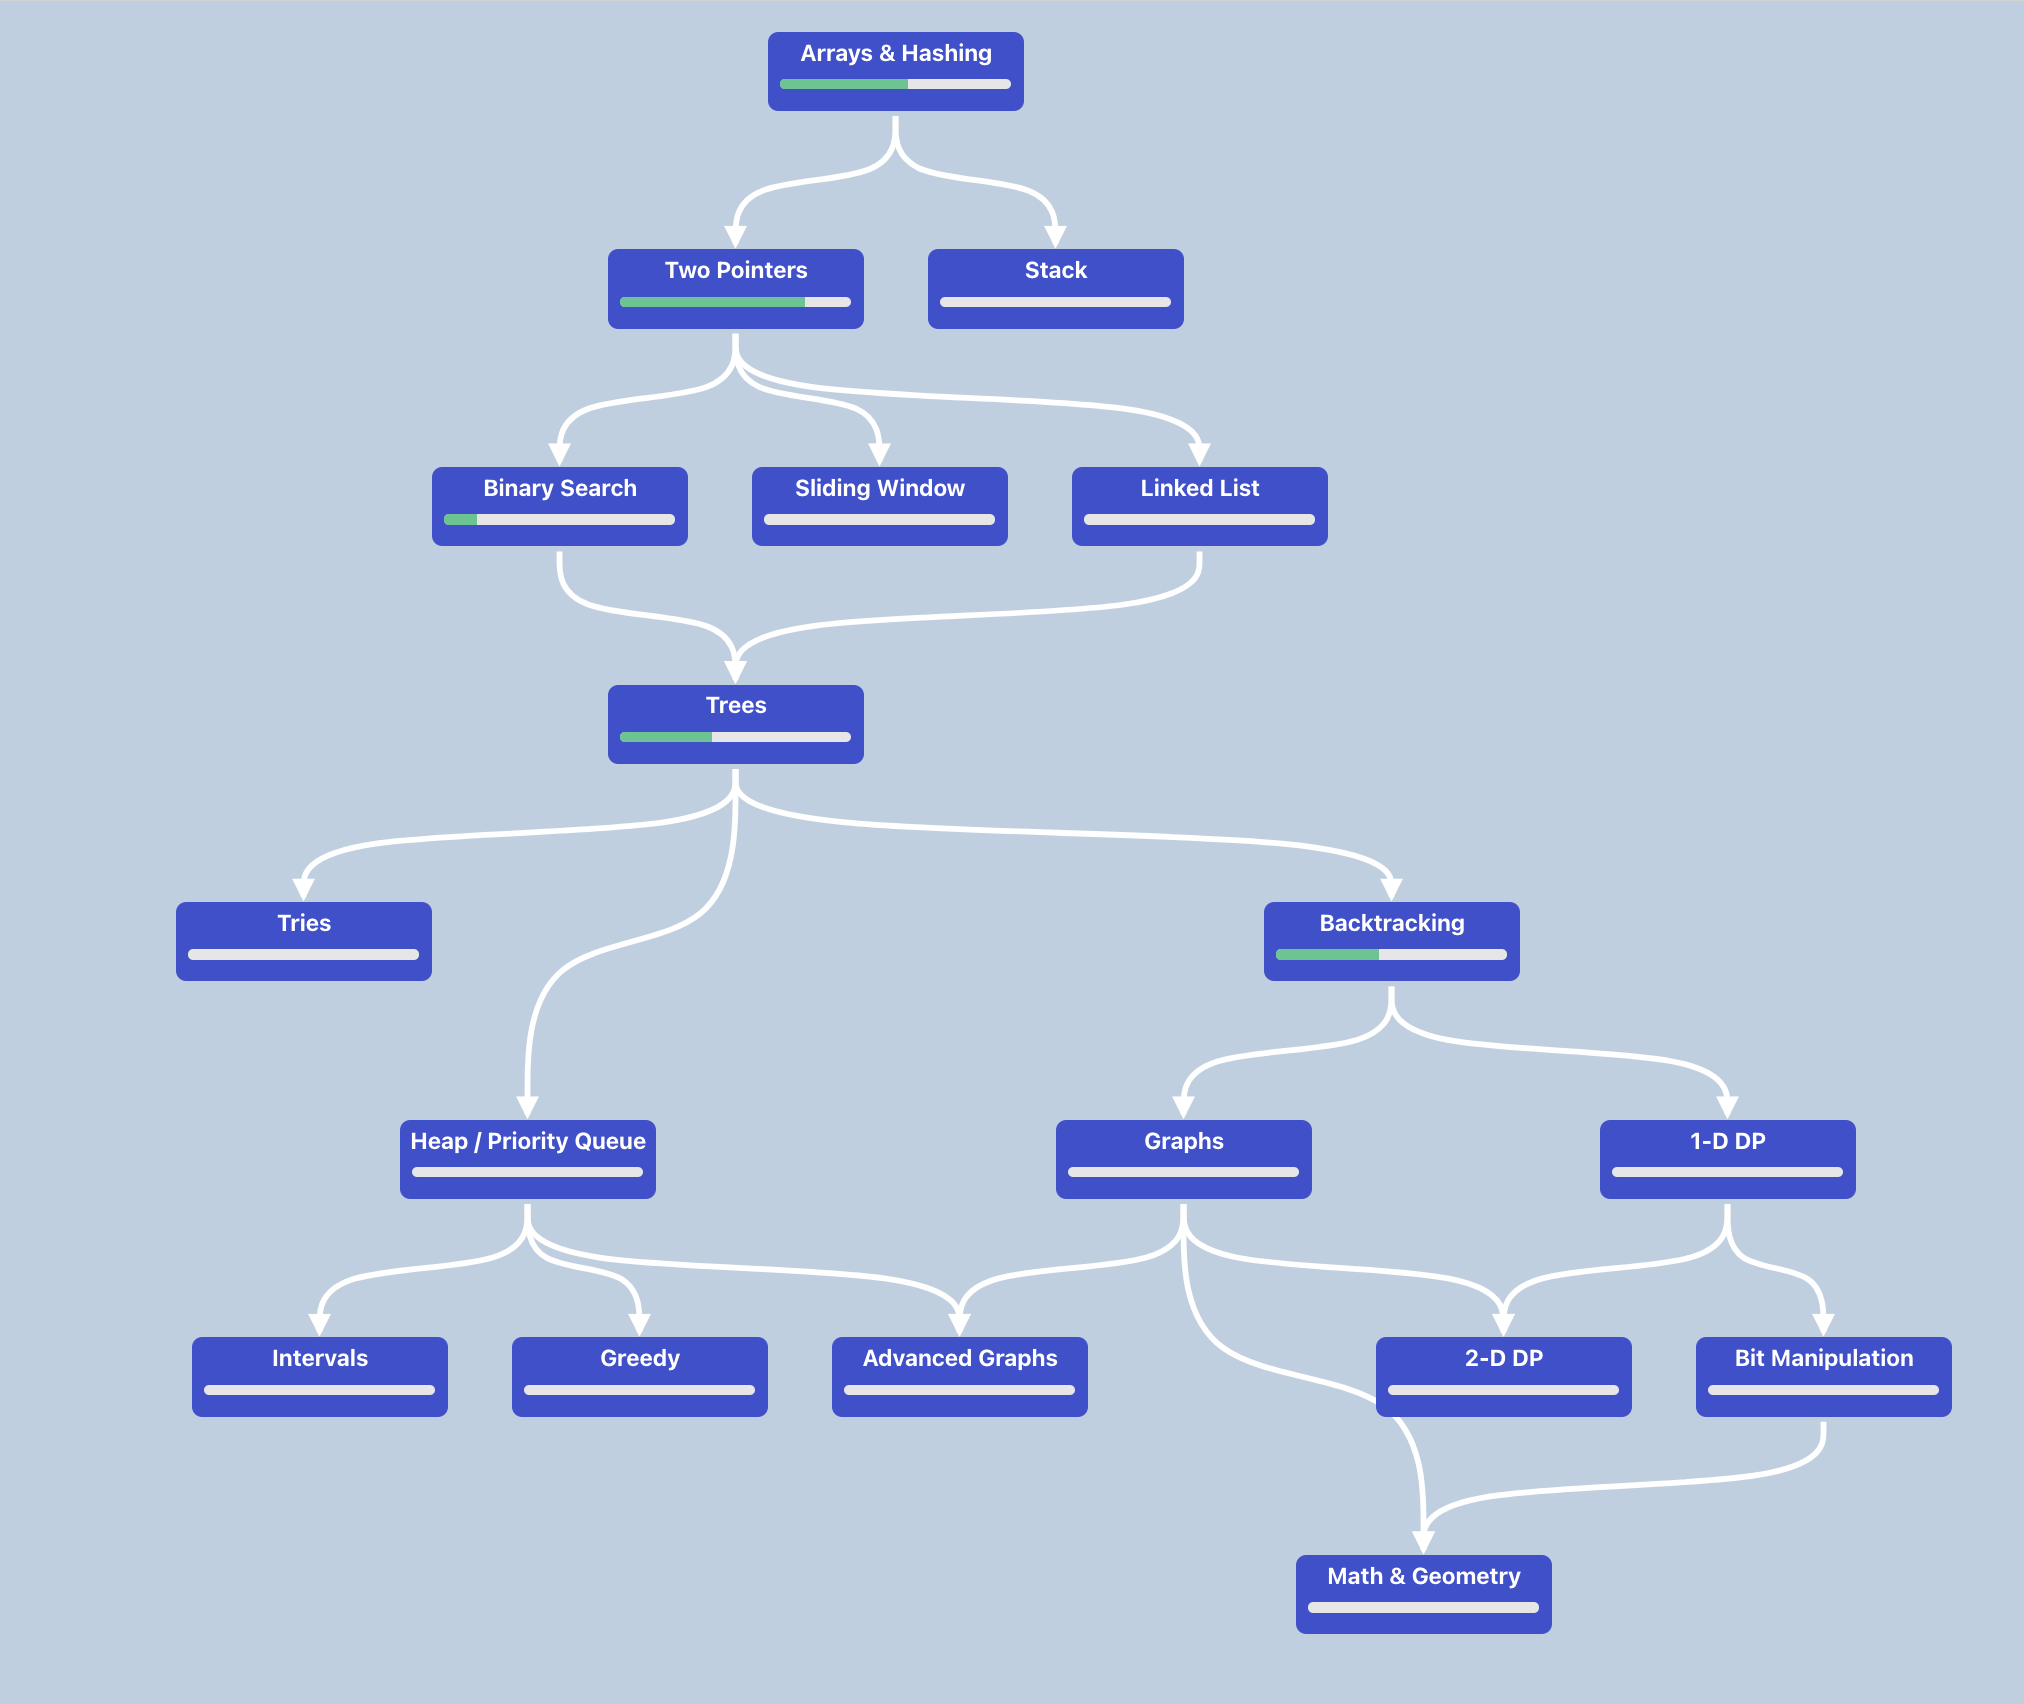 Arrays & Hashing
Two Pointers
Stack
Binary Search
Sliding Window
Linked List
Trees
Tries
Backtracking
Heap / Priority Queue
Graphs
1-D DP
Intervals
Greedy
Advanced Graphs
2-D DP
Bit Manipulation
Math & Geometry